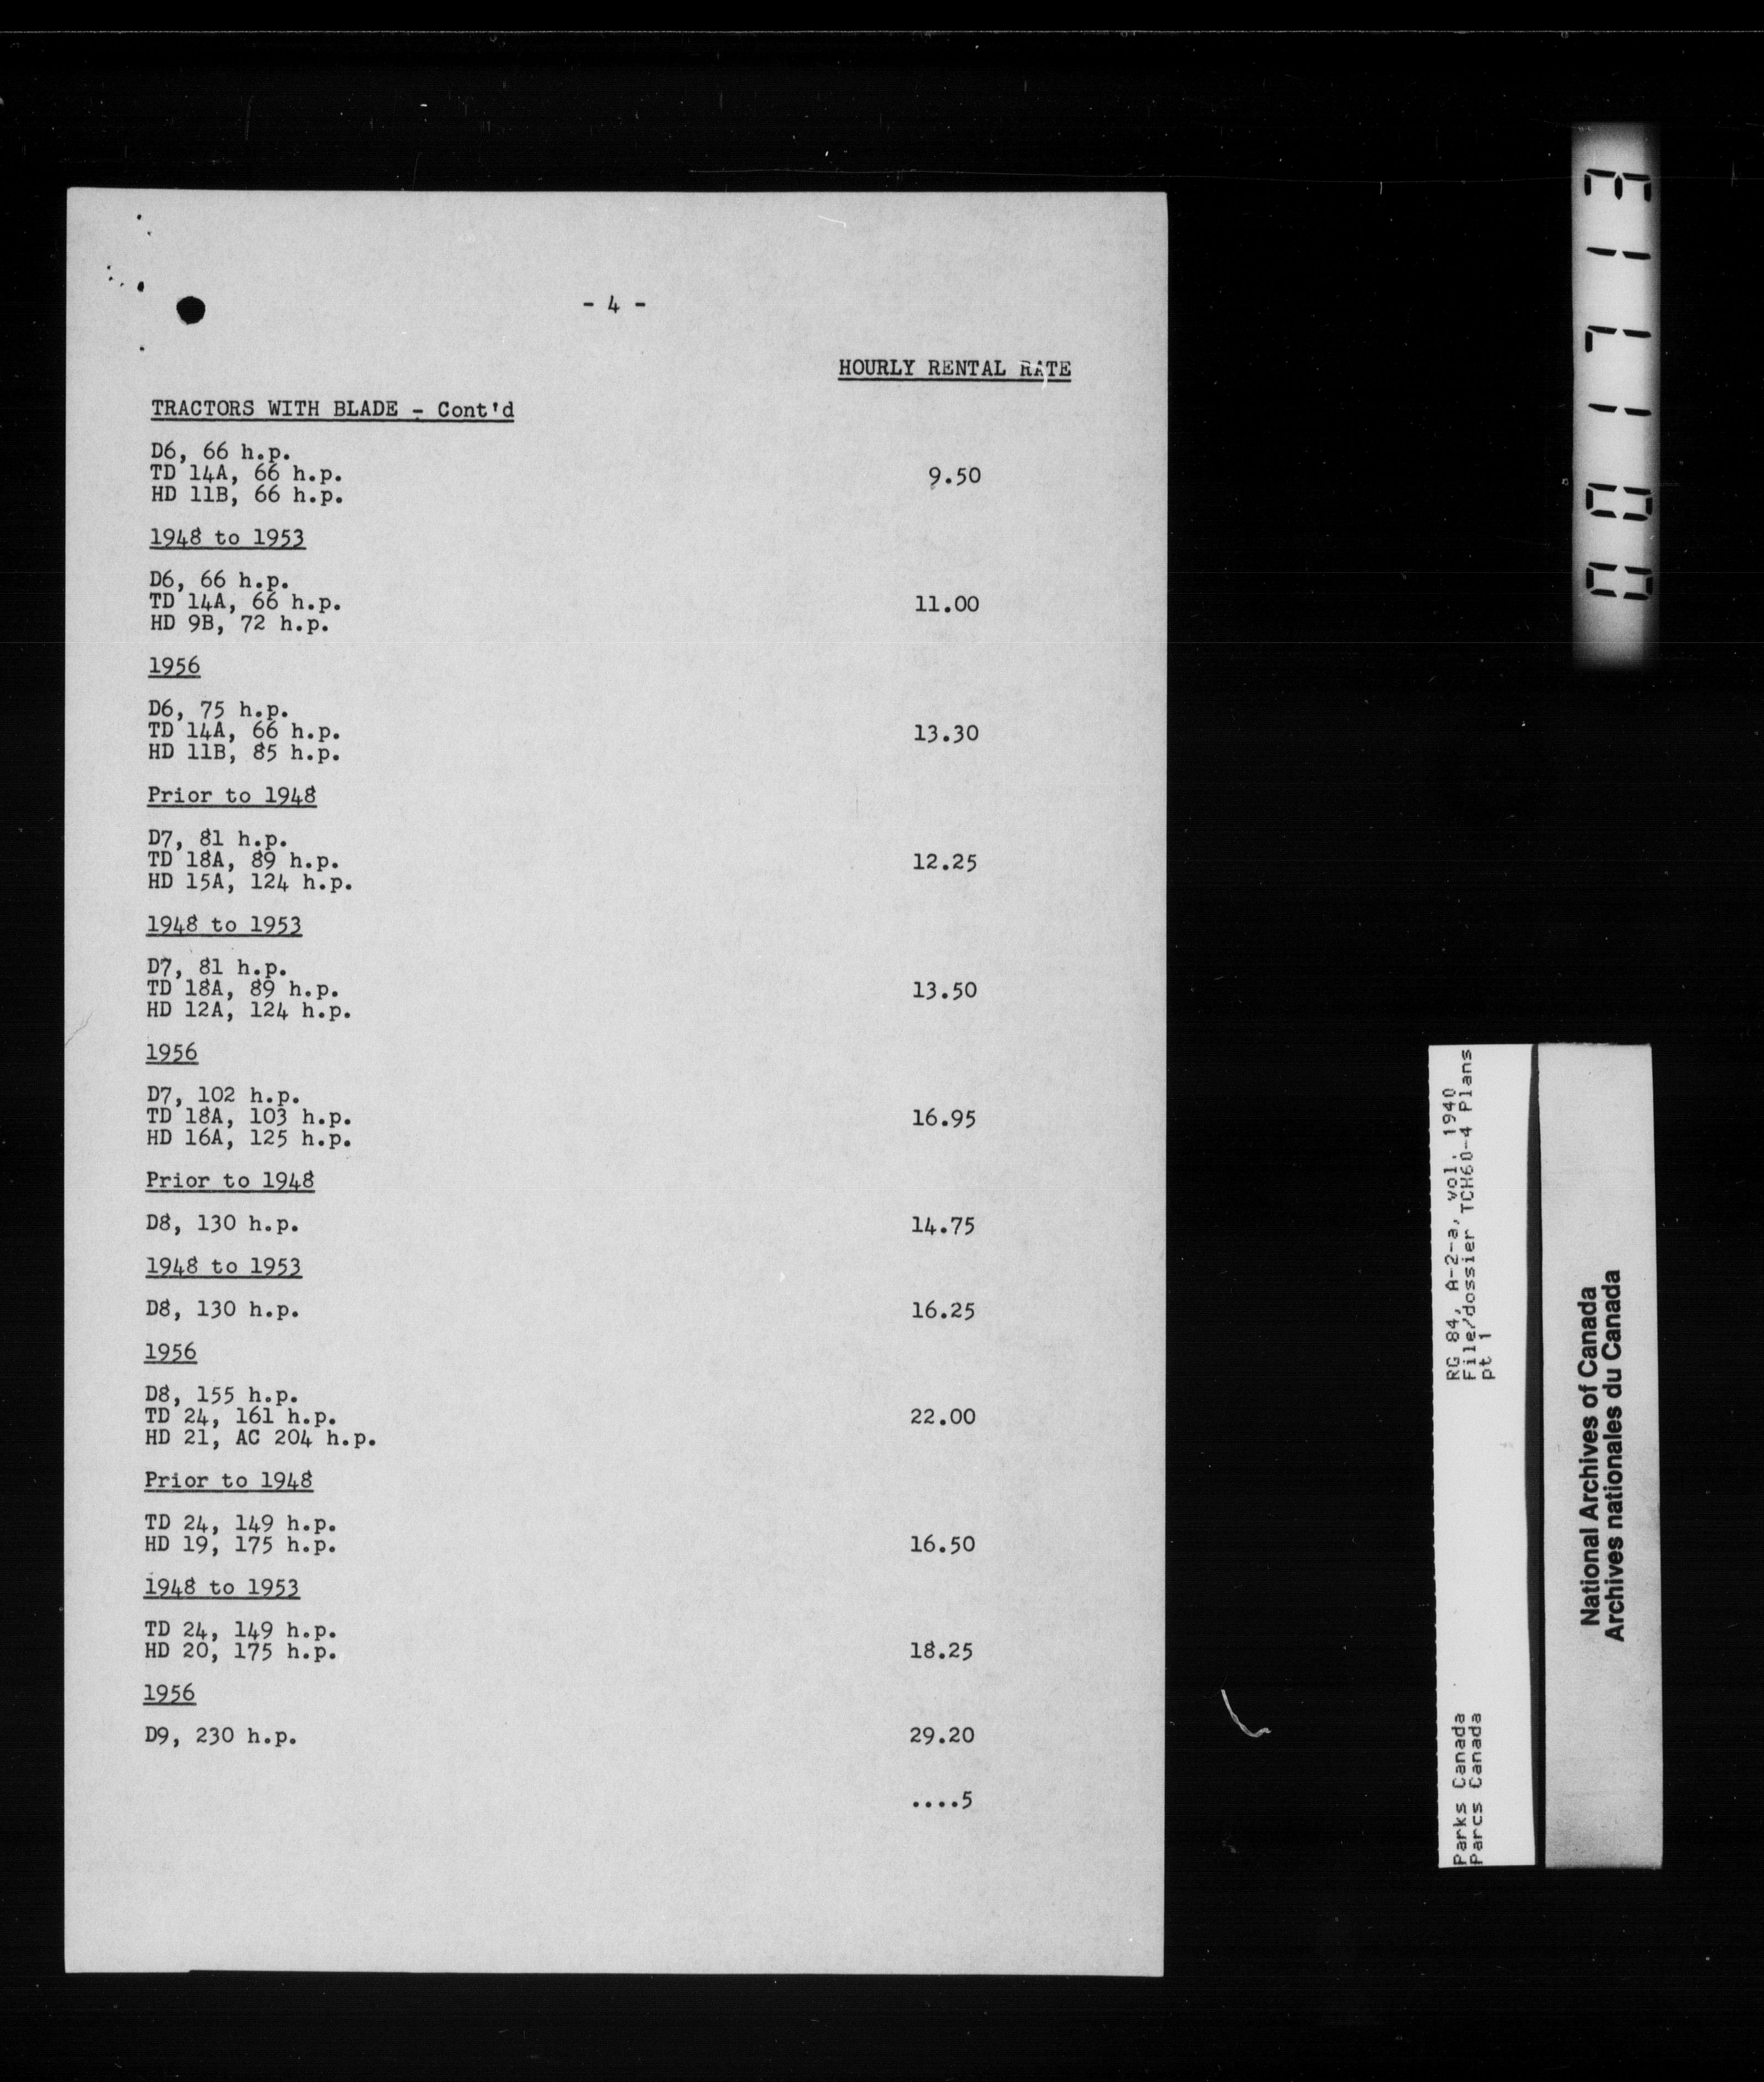 - 4 -
HOURLY RENTAL RATE
TRACTORS WITH BLADE - Cont'd
D6, 66 h.p.
TD 14A, 66 h.p. 9.50
HD 11B, 66 h.p.
1948 to 1953
D6, 66 h.p.
TD 14A, 66 h.p. 11.00
HD 9B, 72 h.p.
1956
D6, 75 h.p.
TD 14A, 66 h.p. 13.30
HD 11B, 85 h.p.
Prior to 1948
D7, 81 h.p.
TD 18A, 89 h.p. 12.25
HD 15A, 124 h.p.
1948 to 1953
D7, 81 h.p.
TD 18A, 89 h.p. 13.50
HD 12A, 124 h.p.
1956
D7, 102 h.p.
TD 18A, 103 h.p. 16.95
HD 16A, 125 h.p.
Prior to 1948
D8, 130 h.p. 14.75
1948 to 1953
D8, 130 h.p. 16.25
1956
D8, 155 h.p.
TD 24, 161 h.p. 22.00
HD 21, AC 204 h.p.
Prior to 1948
TD 24, 149 h.p.
HD 19, 175 h.p. 16.50
1948 to 1953
TD 24, 149 h.p.
HD 20, 175 h.p. 18.25
1956
D9, 230 h.p. 29.20
....5
Parks Canada
Parcs Canada
RG 84, A-2-a, vol. 1940
File/dossier TCH60-4 Plans
pt 1
National Archives of Canada
Archives nationales du Canada